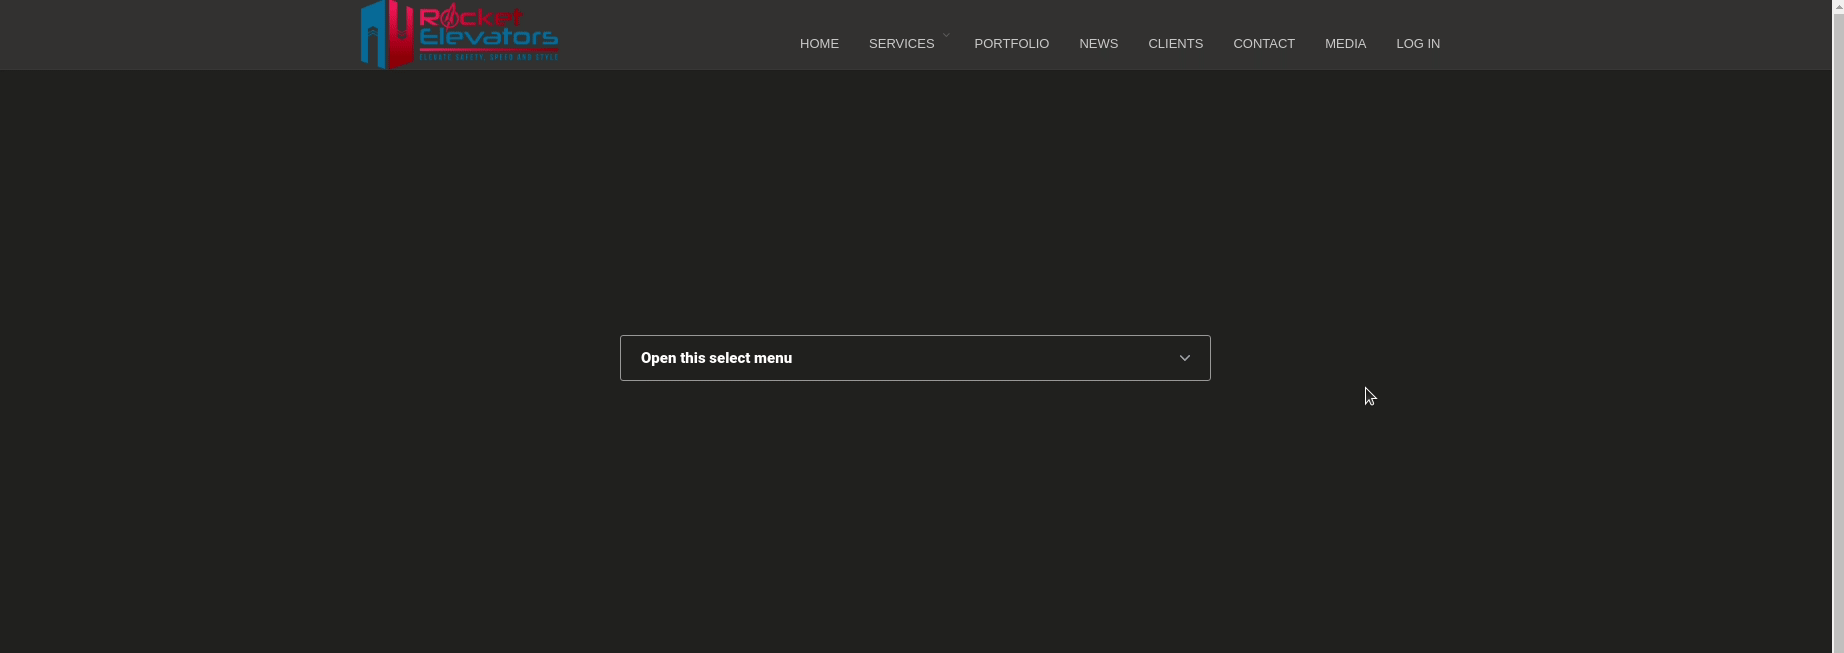 Rocket
Elevators
ELEVATE SAFETY, SPEED AND STYLE
HOME SERVICES PORTFOLIO NEWS CLIENTS CONTACT MEDIA LOG IN
Open this select menu